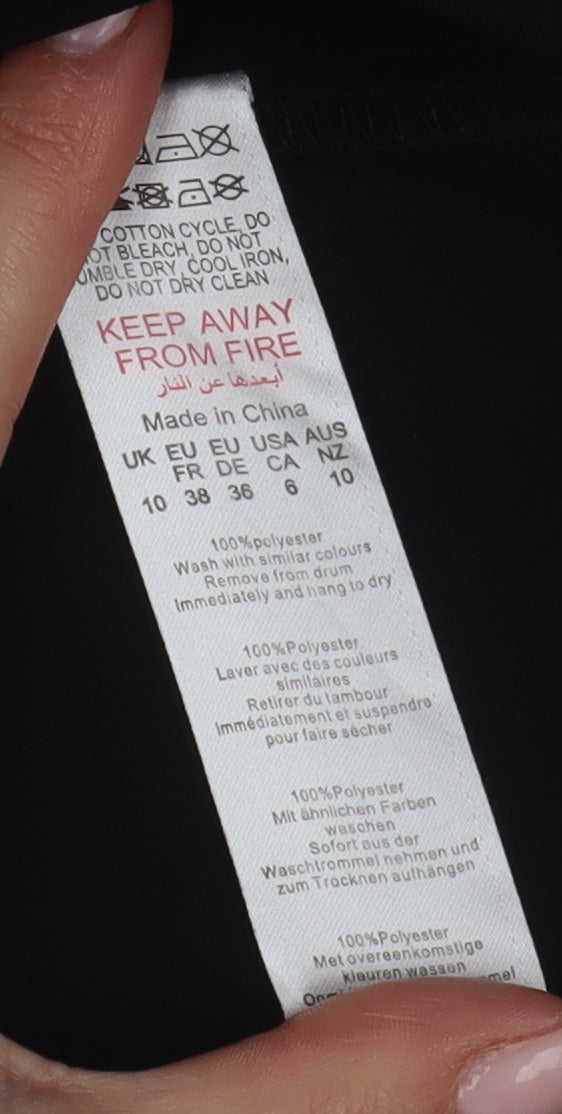 COTTON CYCLE, DO
NOT BLEACH, DO NOT
TUMBLE DRY, COOL IRON,
DO NOT DRY CLEAN
KEEP AWAY
FROM FIRE
أبعدها عن النار
Made in China
UK EU EU USA AUS
FR DE CA NZ
10 38 36 6 10
100%polyester
Wash with similar colours
Remove from drum
Immediately and hang to dry
100%Polyester
Laver avec des couleurs
similaires
Retirer du tambour
Immédiatement et suspendre
pour faire sécher
100%Polyester
Mit ähnlichen Farben
waschen
Sofort aus der
Waschtrommel nehmen und
zum Trocknen aufhängen
100%Polyester
Met overeenkomstige
kleuren wassen